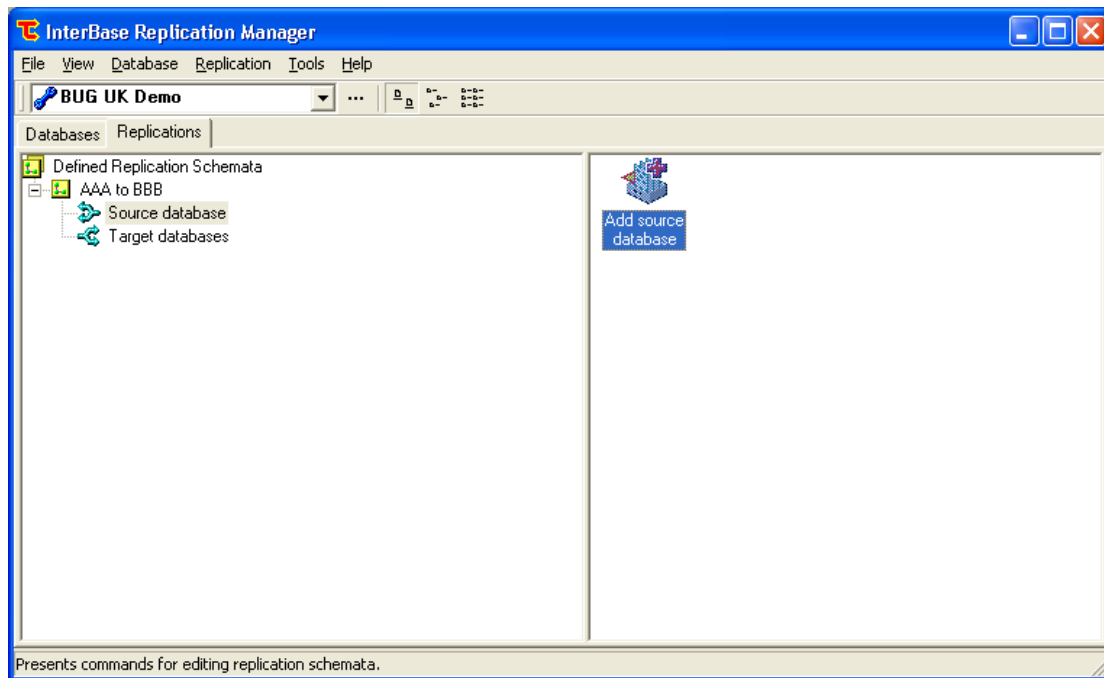 InterBase Replication Manager
File View Database Replication Tools Help
BUG UK Demo
Databases Replications
Defined Replication Schemata
AAA to BBB
Source database
Target databases
Add source
database
Presents commands for editing replication schemata.